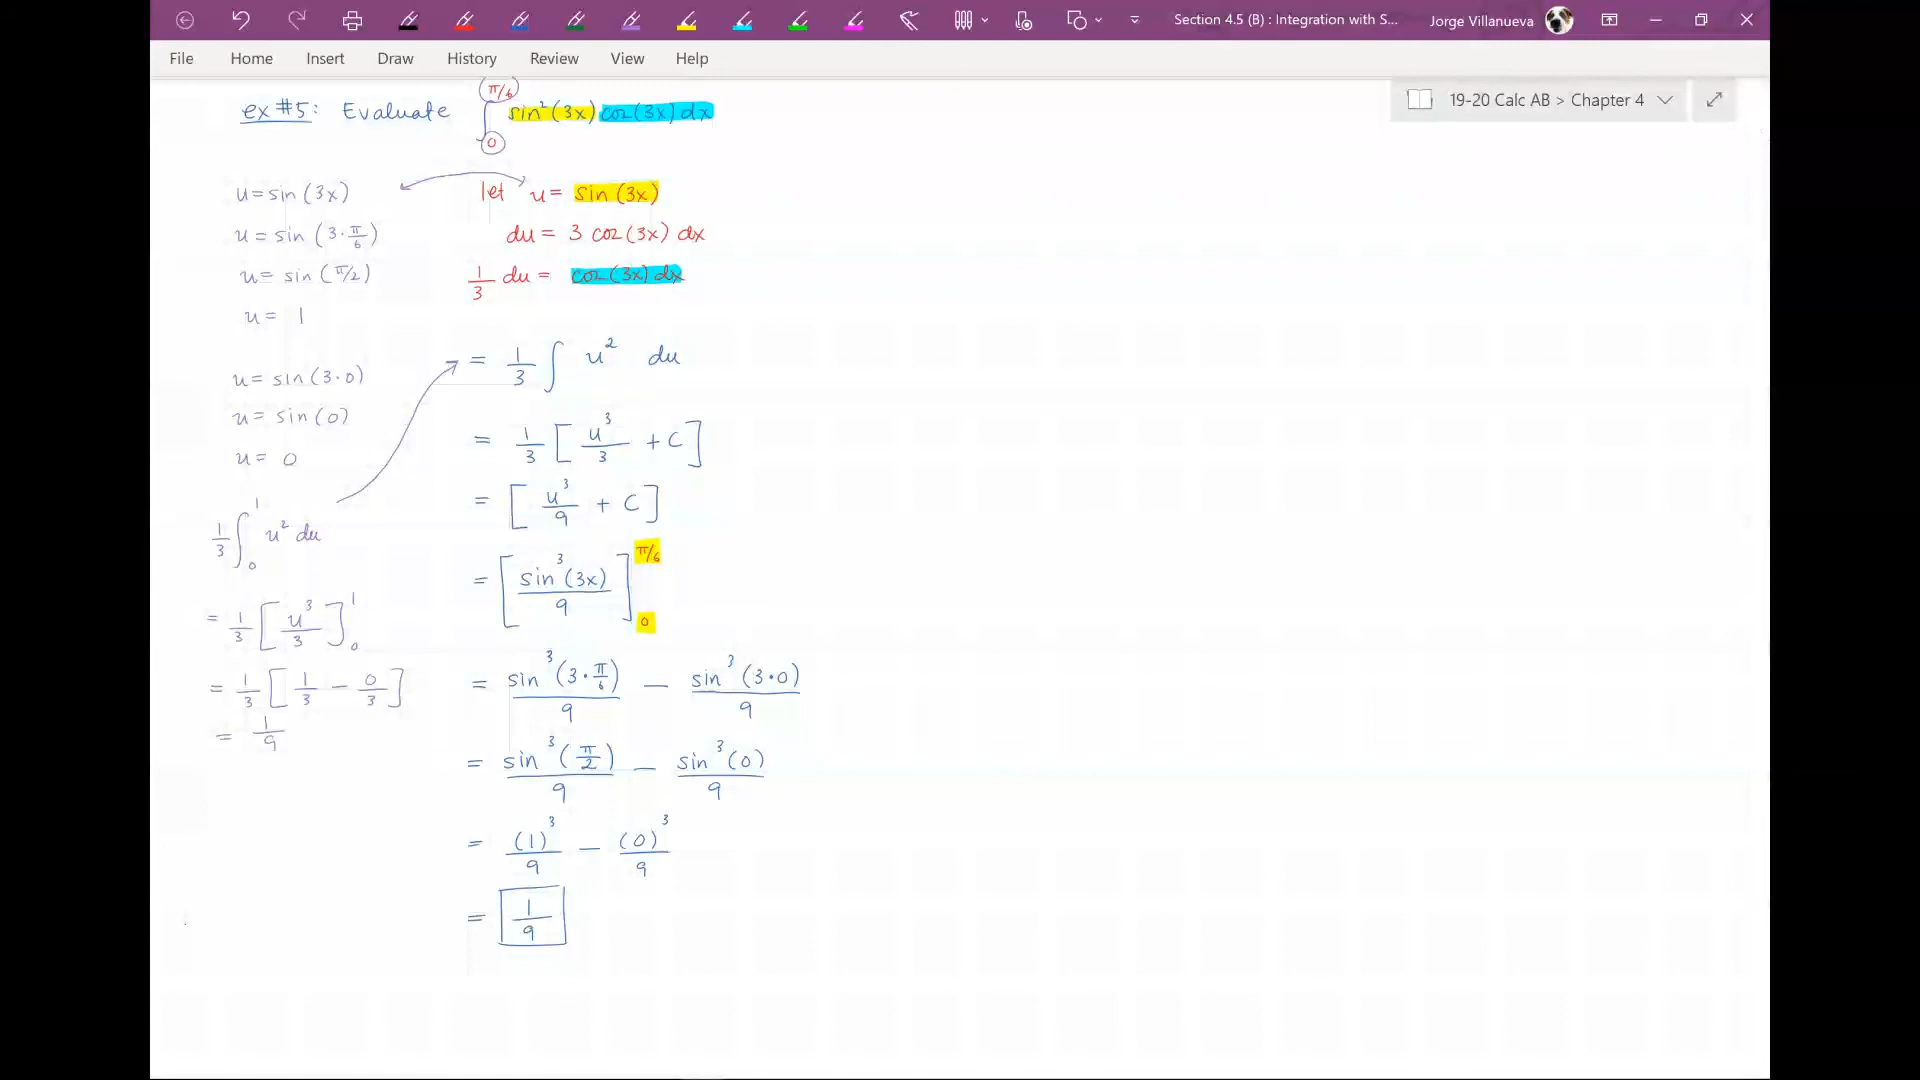 Section 4.5 (B) : Integration with S...
Jorge Villanueva
File Home Insert Draw History Review View Help
19-20 Calc AB > Chapter 4
ex #5: Evaluate ∫₀^(π/6) sin²(3x) cos(3x) dx
u = sin(3x)
u = sin(3·π/6)
u = sin(π/2)
u = 1
u = sin(3·0)
u = sin(0)
u = 0
1/3 ∫₀¹ u² du
= 1/3 [u³/3]₀¹
= 1/3 [1/3 − 0/3]
= 1/9
let u = sin(3x)
du = 3 cos(3x) dx
1/3 du = cos(3x) dx
= 1/3 ∫ u² du
= 1/3 [u³/3 + C]
= [u³/9 + C]
= [sin³(3x)/9]₀^(π/6)
= sin³(3·π/6)/9 − sin³(3·0)/9
= sin³(π/2)/9 − sin³(0)/9
= (1)³/9 − (0)³/9
= 1/9